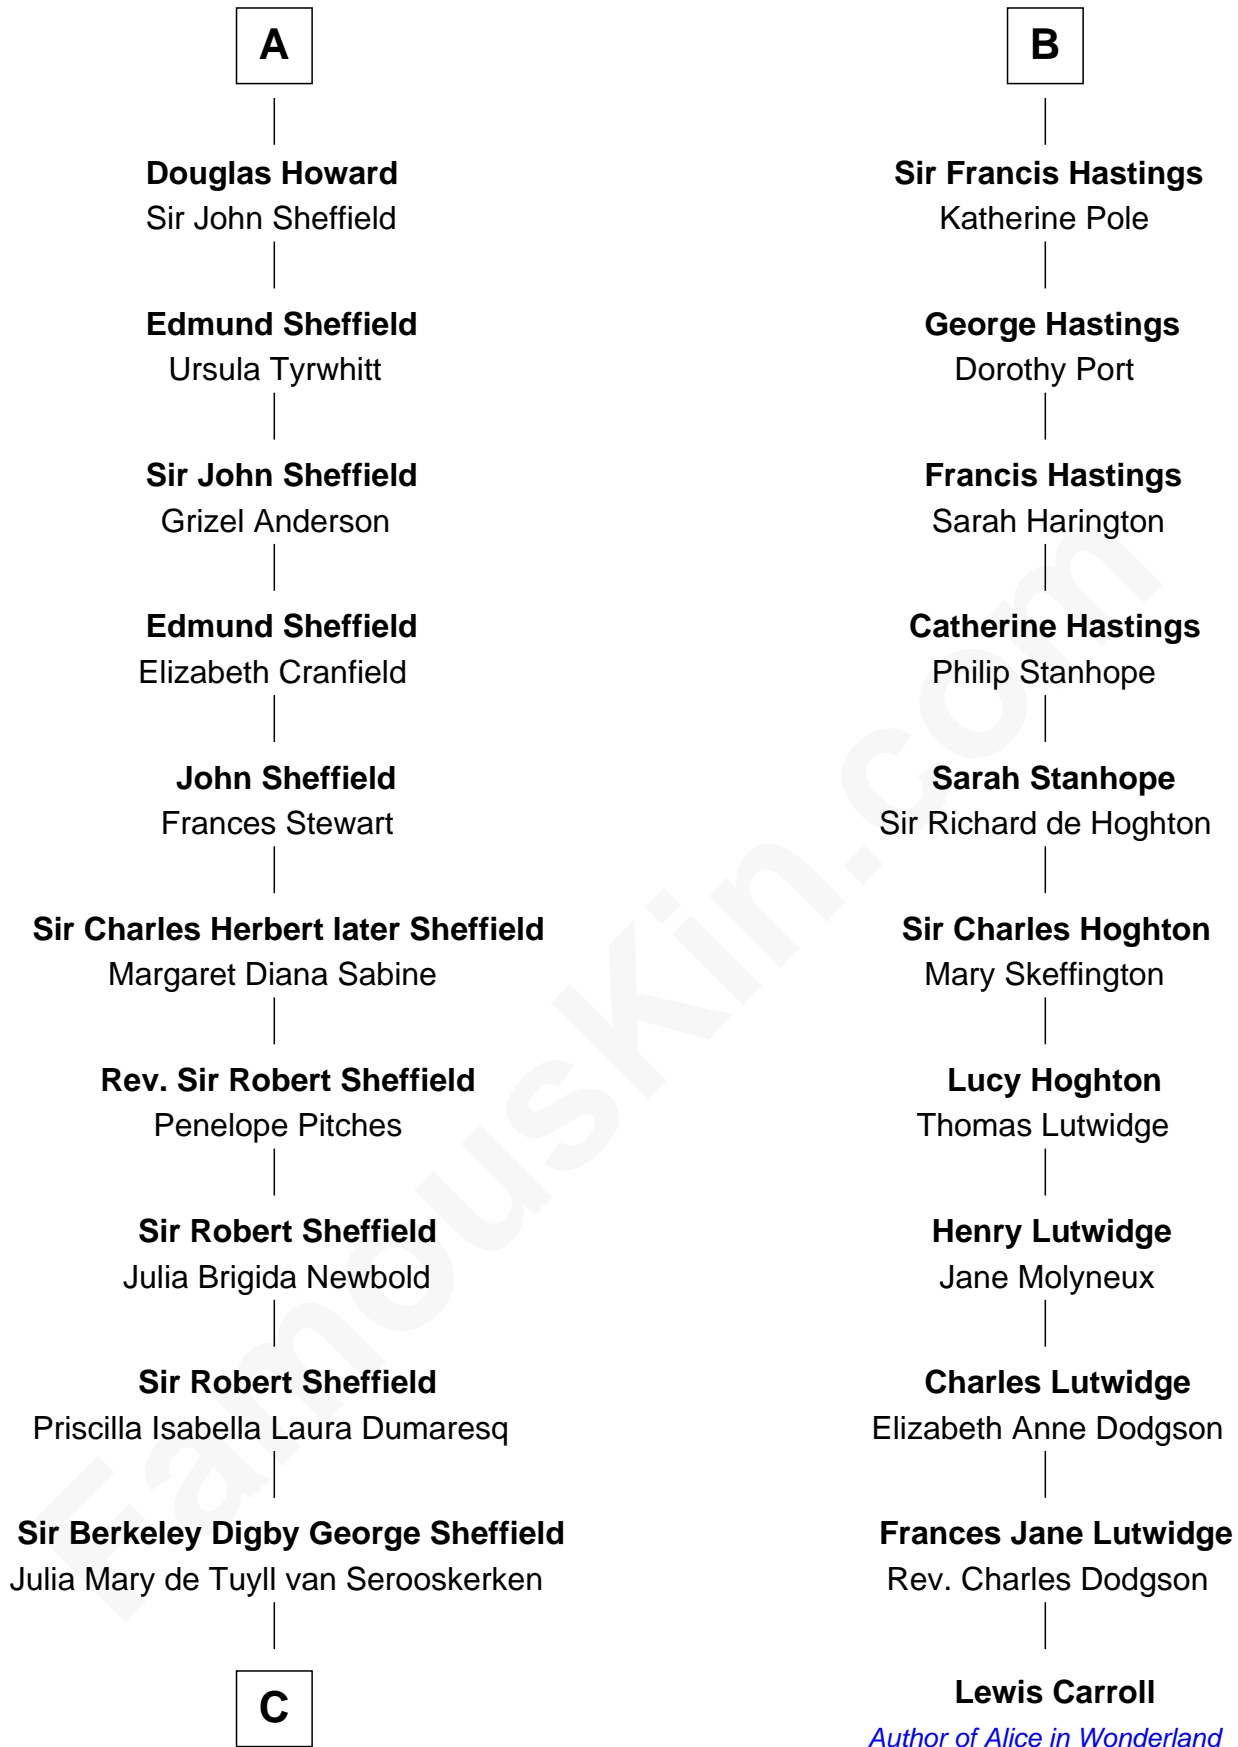 A
Douglas Howard
Sir John Sheffield
Edmund Sheffield
Ursula Tyrwhitt
Sir John Sheffield
Grizel Anderson
Edmund Sheffield
Elizabeth Cranfield
John Sheffield
Frances Stewart
Sir Charles Herbert later Sheffield
Margaret Diana Sabine
Rev. Sir Robert Sheffield
Penelope Pitches
Sir Robert Sheffield
Julia Brigida Newbold
Sir Robert Sheffield
Priscilla Isabella Laura Dumaresq
Sir Berkeley Digby George Sheffield
Julia Mary de Tuyll van Serooskerken
C
B
Sir Francis Hastings
Katherine Pole
George Hastings
Dorothy Port
Francis Hastings
Sarah Harington
Catherine Hastings
Philip Stanhope
Sarah Stanhope
Sir Richard de Hoghton
Sir Charles Hoghton
Mary Skeffington
Lucy Hoghton
Thomas Lutwidge
Henry Lutwidge
Jane Molyneux
Charles Lutwidge
Elizabeth Anne Dodgson
Frances Jane Lutwidge
Rev. Charles Dodgson
Lewis Carroll
Author of Alice in Wonderland
FamousKin.com